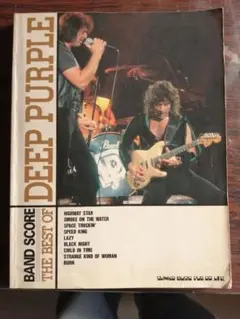 BAND SCORE
THE BEST OF
DEEP PURPLE
HIGHWAY STAR
SMOKE ON THE WATER
SPACE TRUCKIN'
SPEED KING
LAZY
BLACK NIGHT
CHILD IN TIME
STRANGE KIND OF WOMAN
BURN